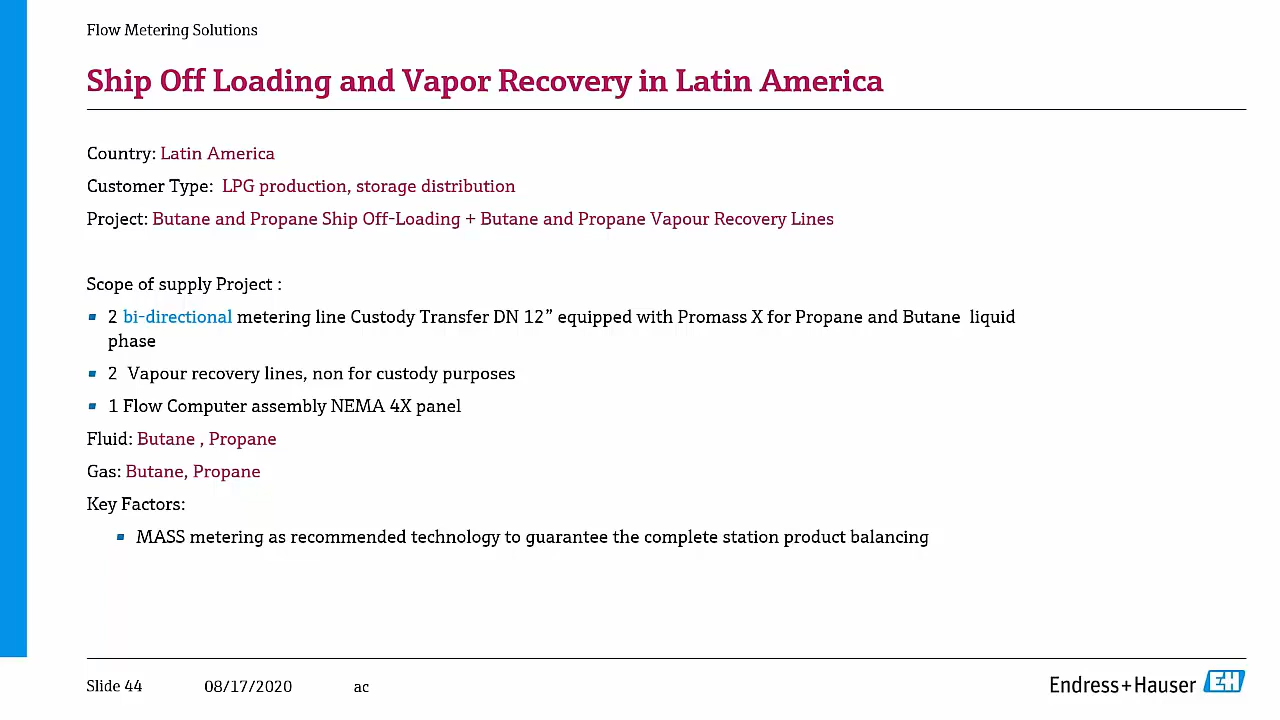 Flow Metering Solutions
Ship Off Loading and Vapor Recovery in Latin America
Country: Latin America
Customer Type:  LPG production, storage distribution
Project: Butane and Propane Ship Off-Loading + Butane and Propane Vapour Recovery Lines
Scope of supply Project :
2 bi-directional metering line Custody Transfer DN 12” equipped with Promass X for Propane and Butane  liquid
phase
2  Vapour recovery lines, non for custody purposes
1 Flow Computer assembly NEMA 4X panel
Fluid: Butane , Propane
Gas: Butane, Propane
Key Factors:
MASS metering as recommended technology to guarantee the complete station product balancing
Slide 44 08/17/2020 ac
Endress+Hauser EH